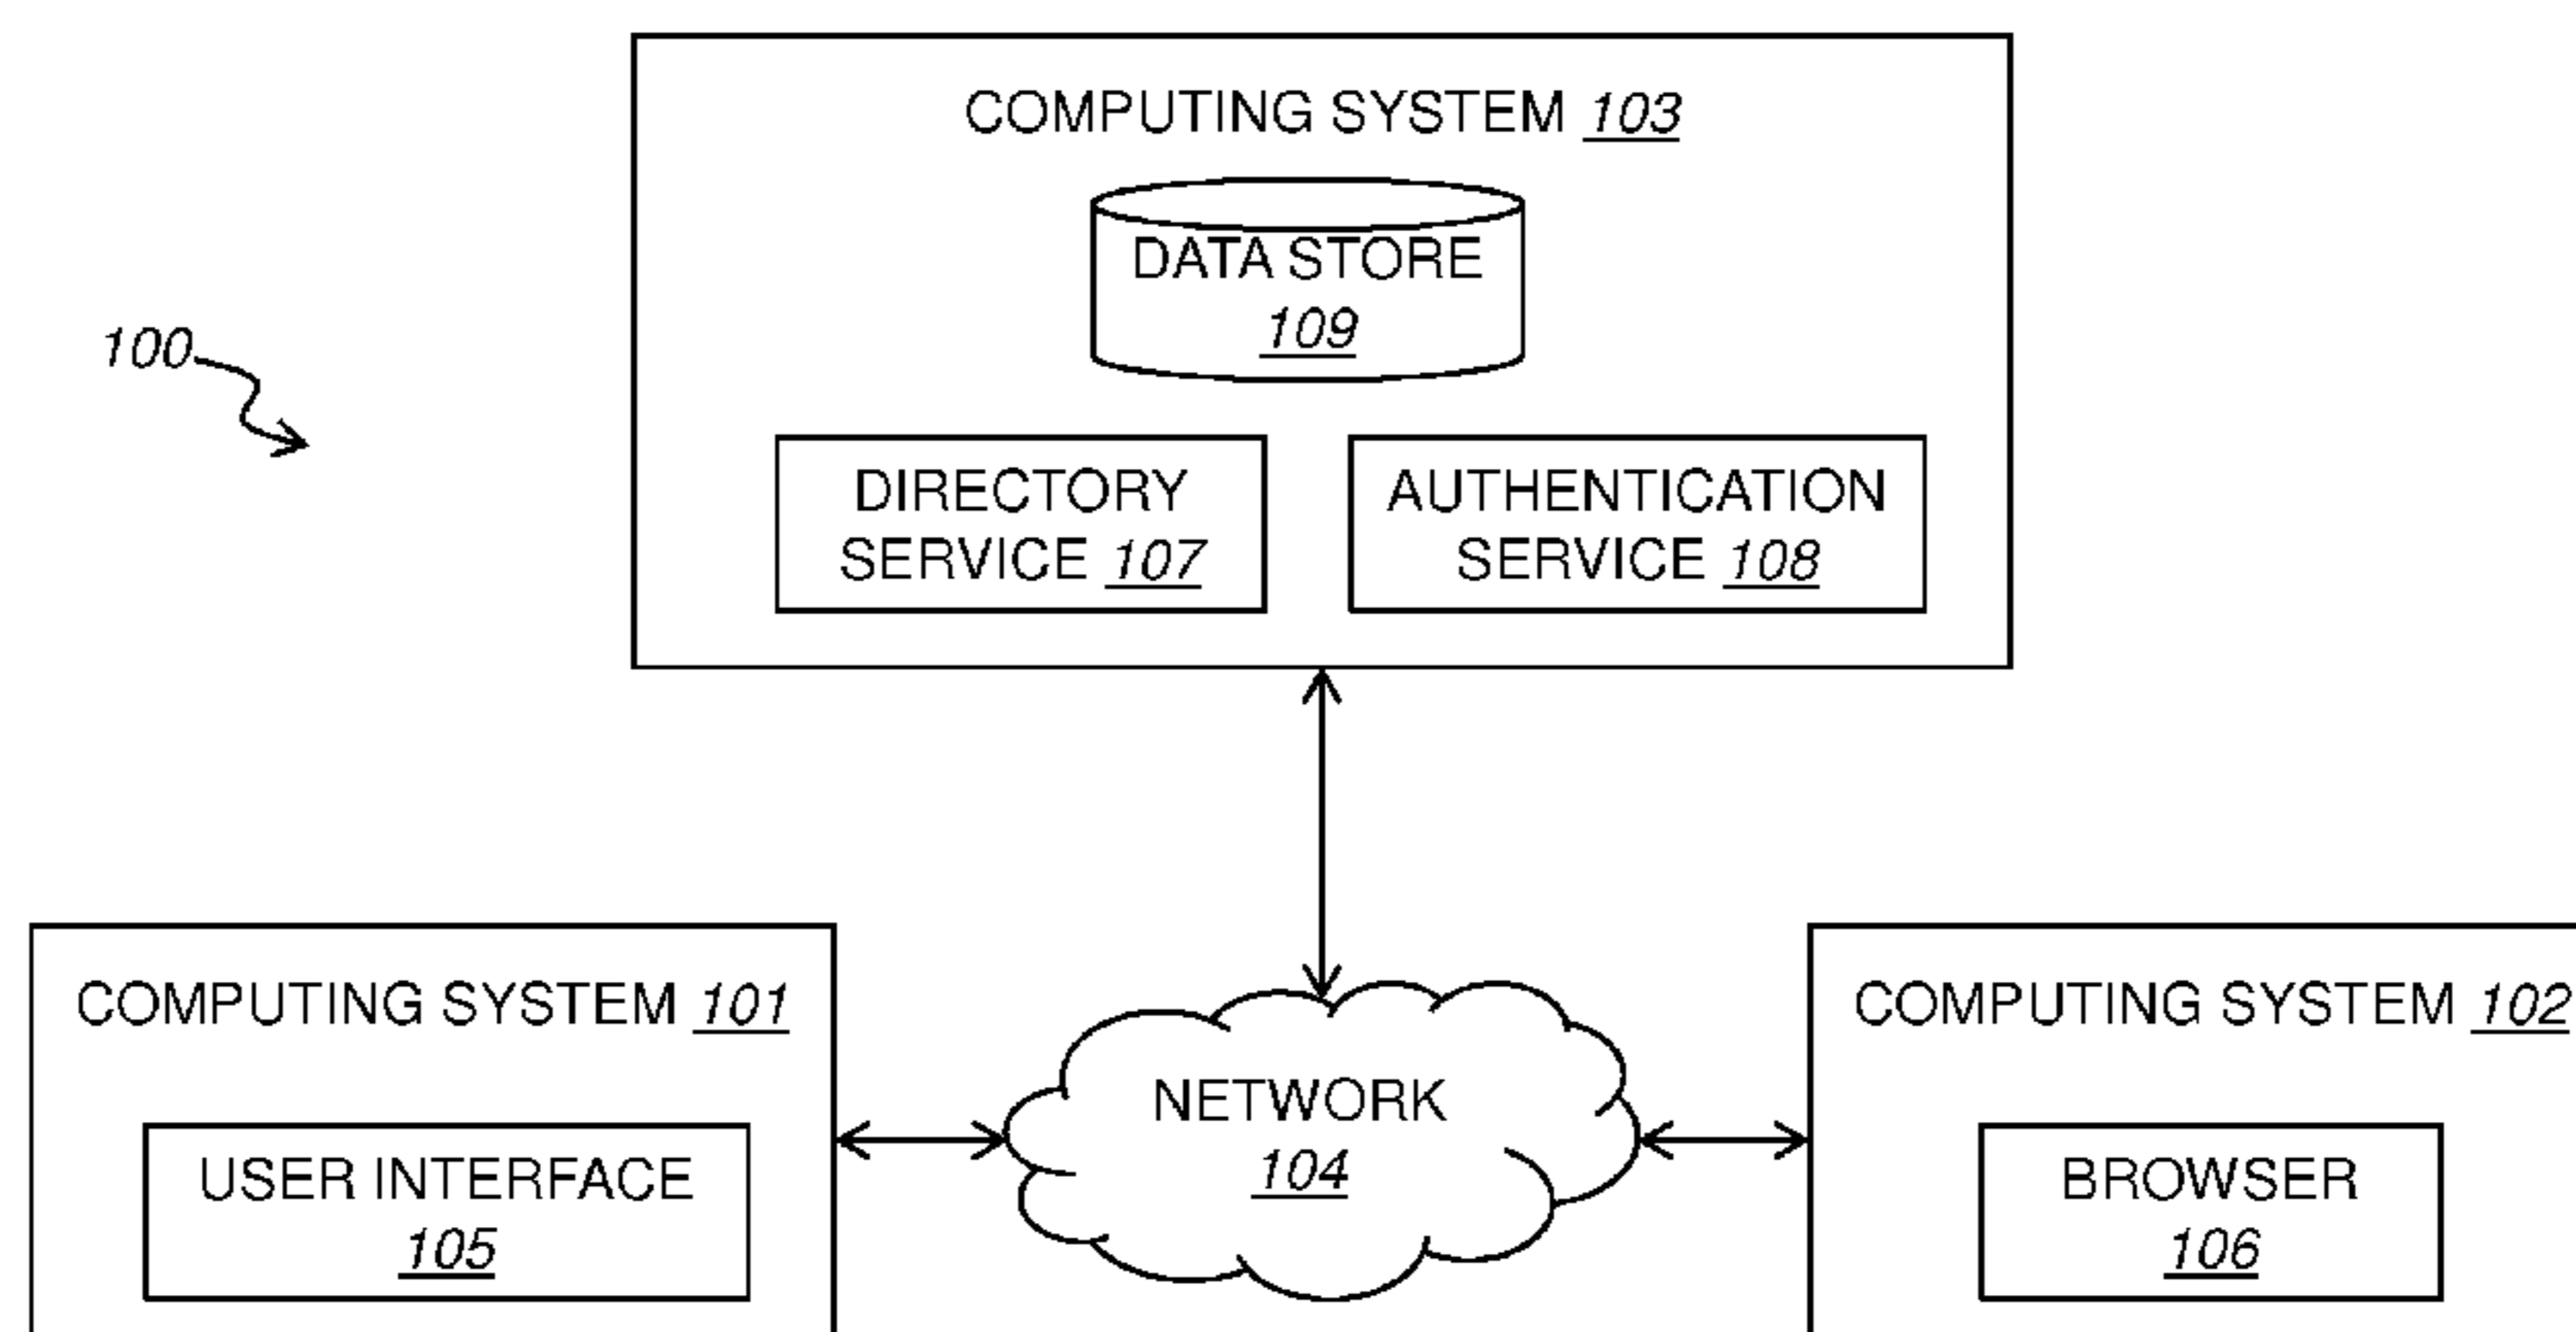 COMPUTING SYSTEM 103
DATA STORE
109
100
DIRECTORY
SERVICE 107
AUTHENTICATION
SERVICE 108
COMPUTING SYSTEM 101
USER INTERFACE
105
NETWORK
104
COMPUTING SYSTEM 102
BROWSER
106